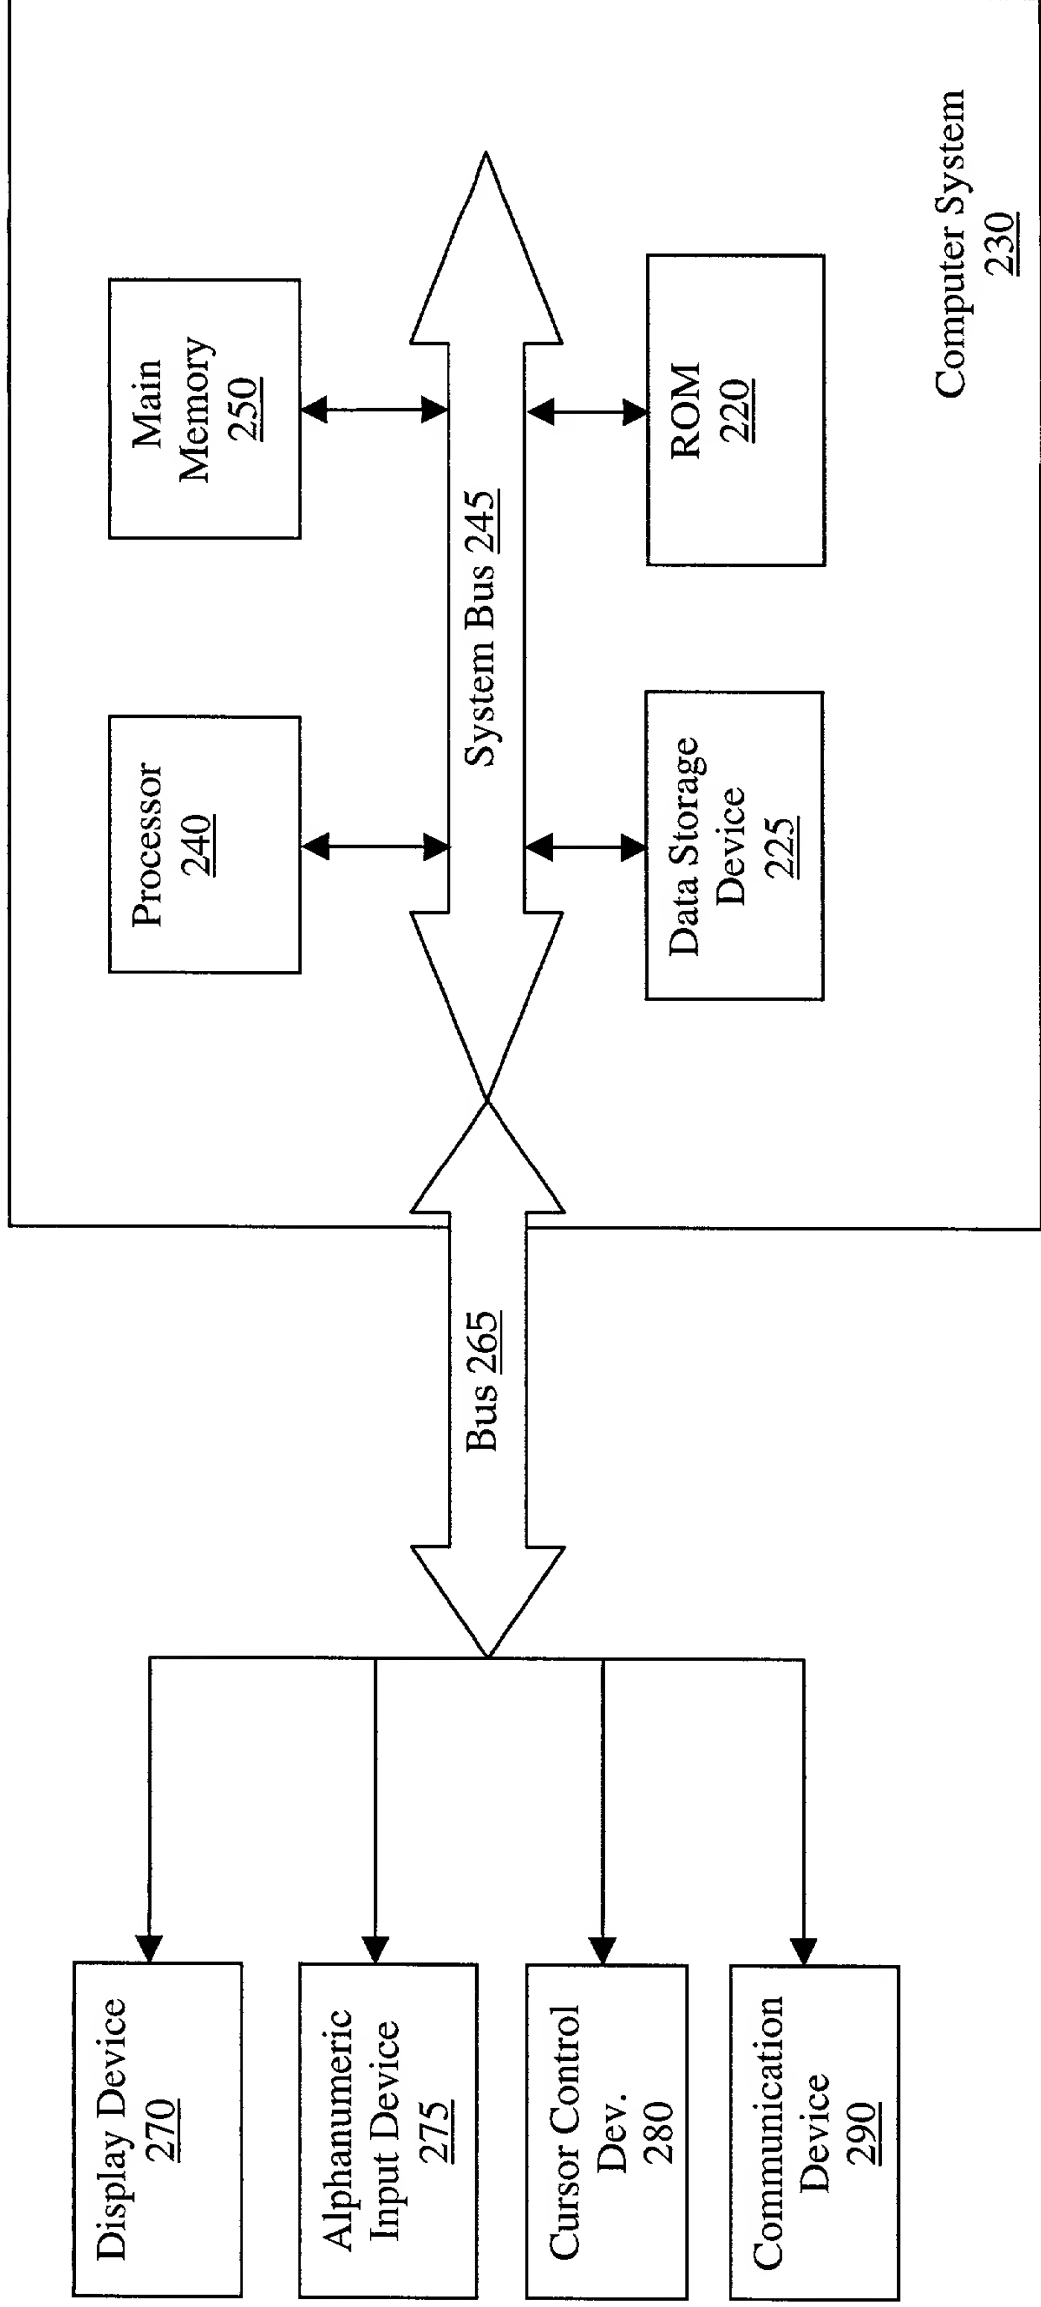 Display Device
270
Alphanumeric
Input Device
275
Cursor Control
Dev.
280
Communication
Device
290
Bus 265
Processor
240
Main
Memory
250
System Bus 245
Data Storage
Device
225
ROM
220
Computer System
230